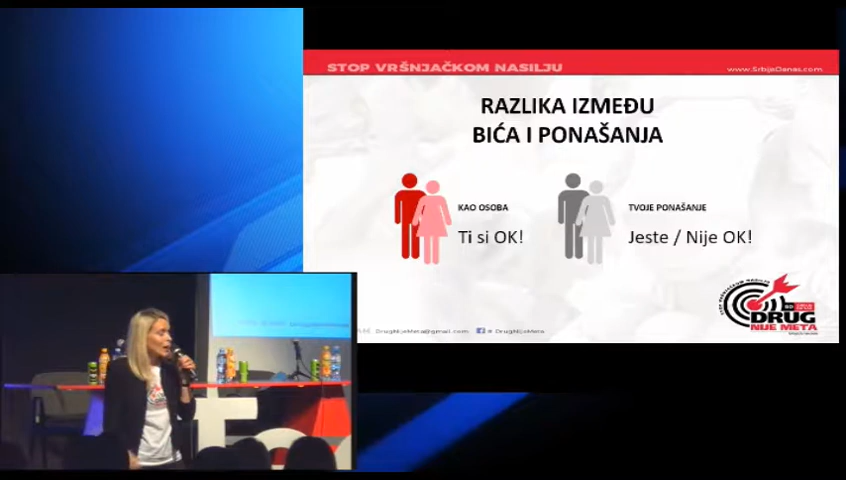 STOP VRŠNJAČKOM NASILJU
www.SrbijaDanas.com
RAZLIKA IZMEĐU
BIĆA I PONAŠANJA
KAO OSOBA
Ti si OK!
TVOJE PONAŠANJE
Jeste / Nije OK!
DRUG
NIJE META
DrugNijeMeta@gmail.com
# DrugNijeMeta